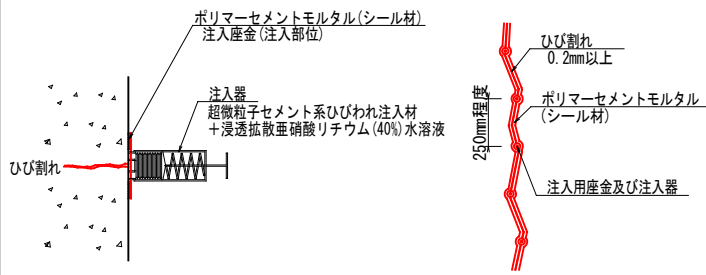 ポリマーセメントモルタル(シール材)
注入座金(注入部位)
注入器
超微粒子セメント系ひびわれ注入材
+浸透拡散亜硝酸リチウム(40%)水溶液
ひび割れ
ひび割れ
0.2mm以上
250mm程度
ポリマーセメントモルタル
(シール材)
注入用座金及び注入器